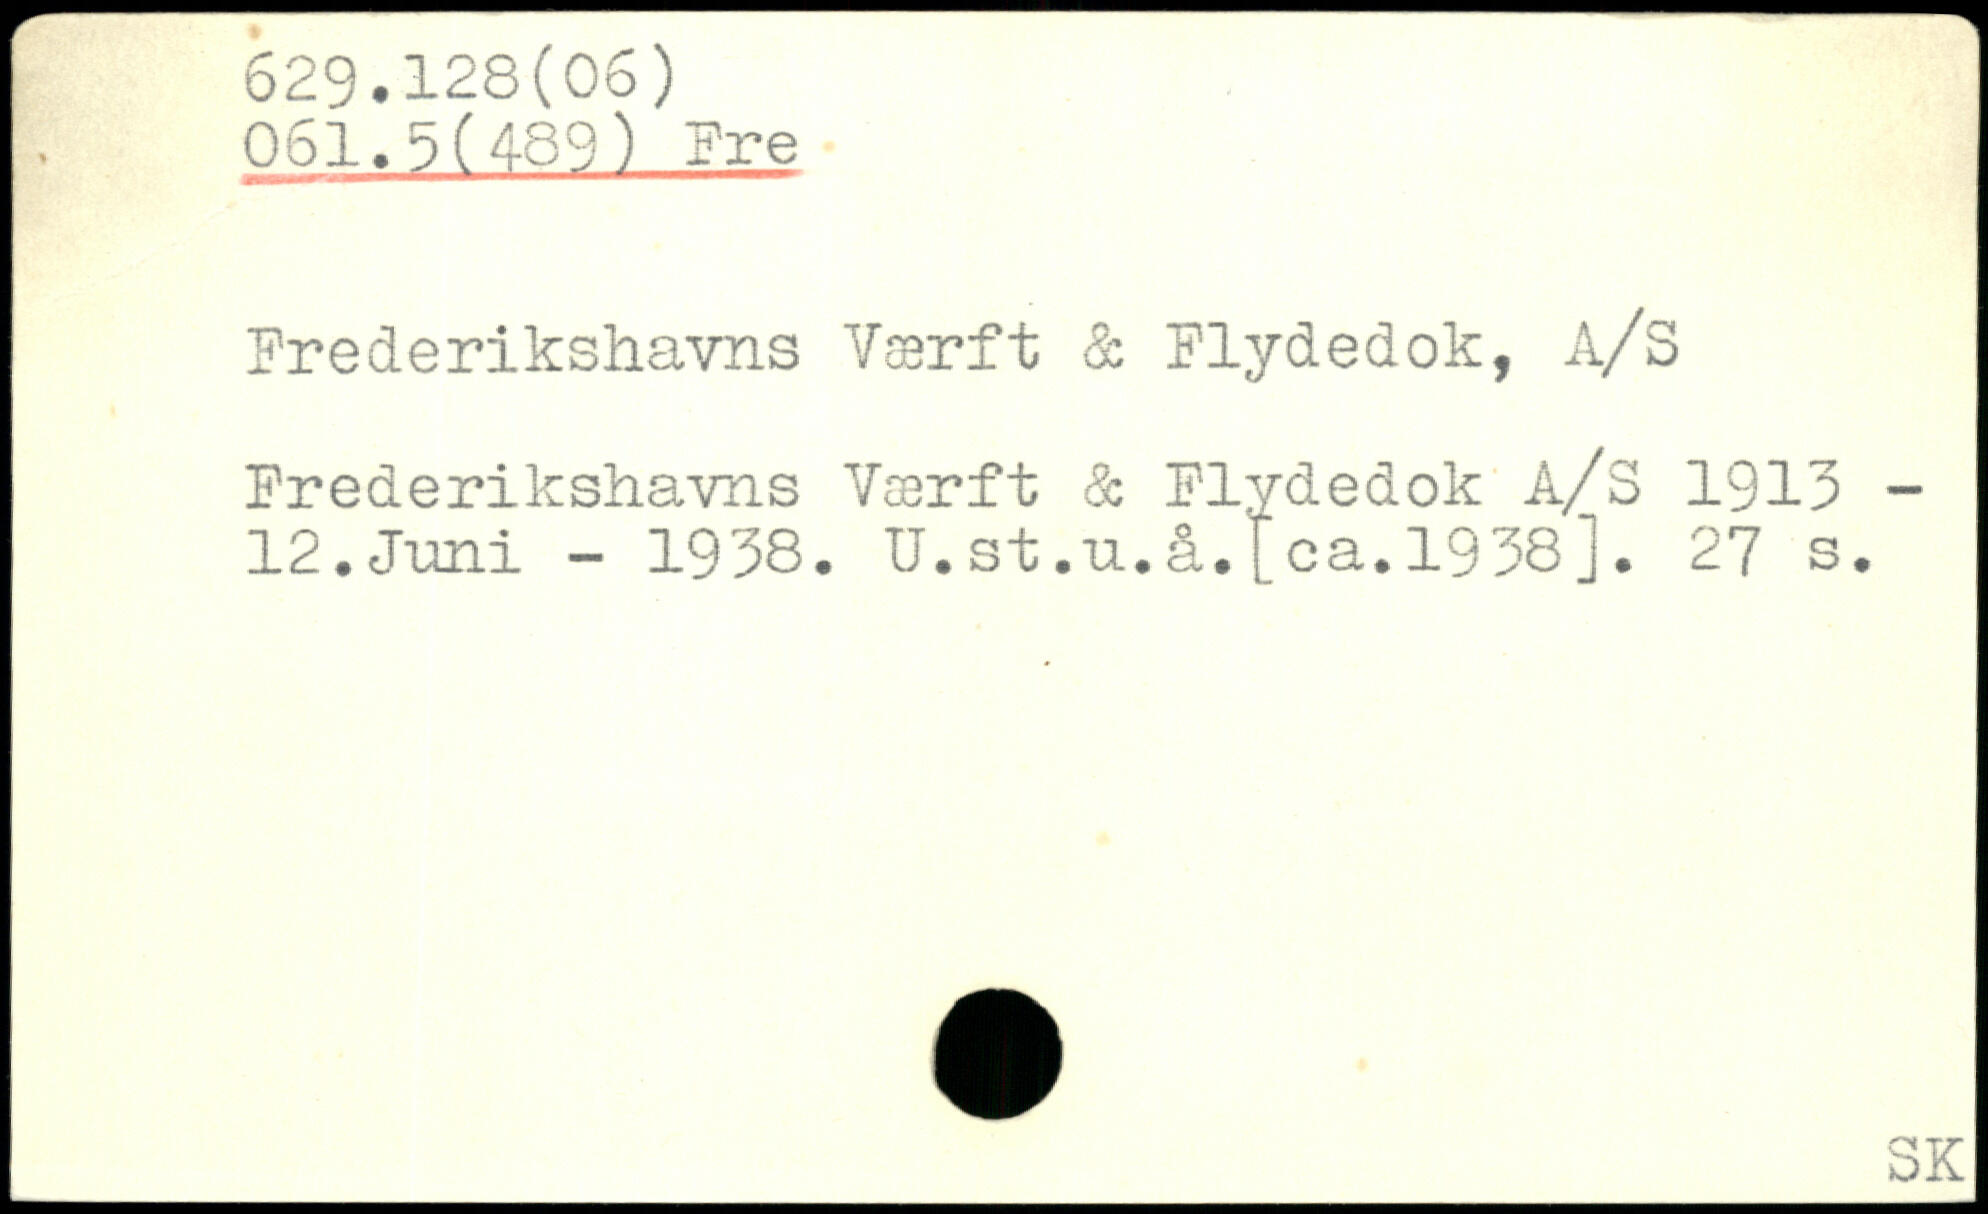 629.128(06)
061.5(489) Fre
Frederikshavns Værft & Flydedok, A/S
Frederikshavns Værft & Flydedok A/S 1913 -
12.Juni - 1938. U.st.u.å.[ca.1938]. 27 s.
SK